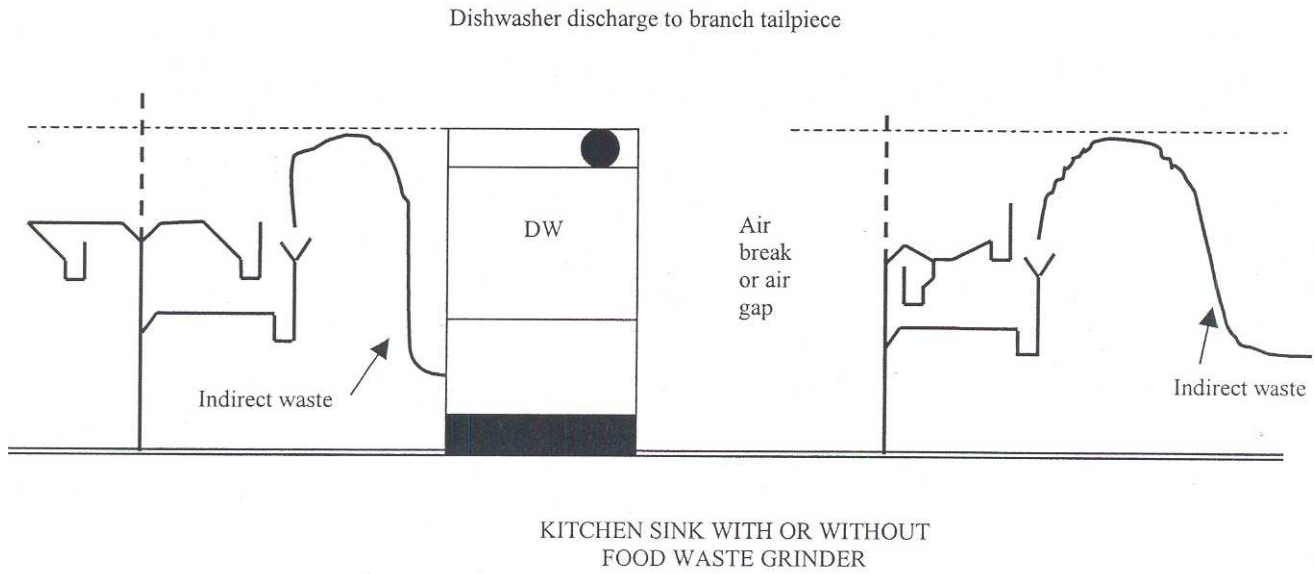 Dishwasher discharge to branch tailpiece
DW
Air
break
or air
gap
Indirect waste
Indirect waste
KITCHEN SINK WITH OR WITHOUT
FOOD WASTE GRINDER